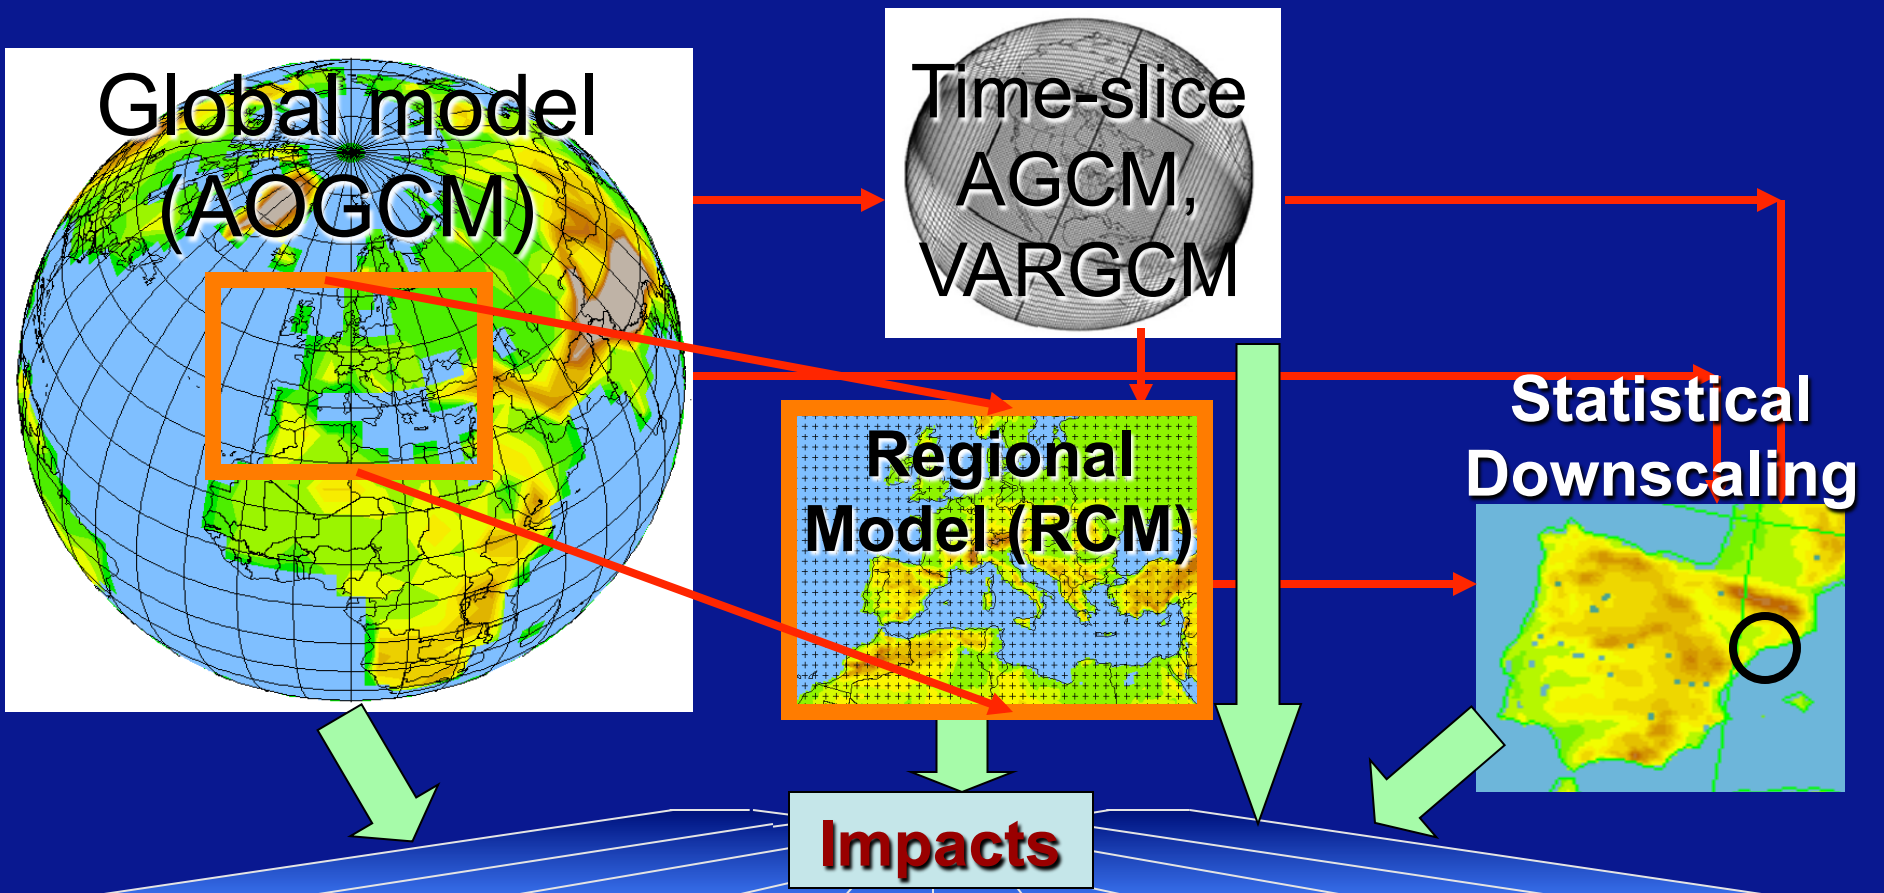 Global model
(AOGCM)
Time-slice
AGCM,
VARGCM
Regional
Model (RCM)
Statistical
Downscaling
Impacts